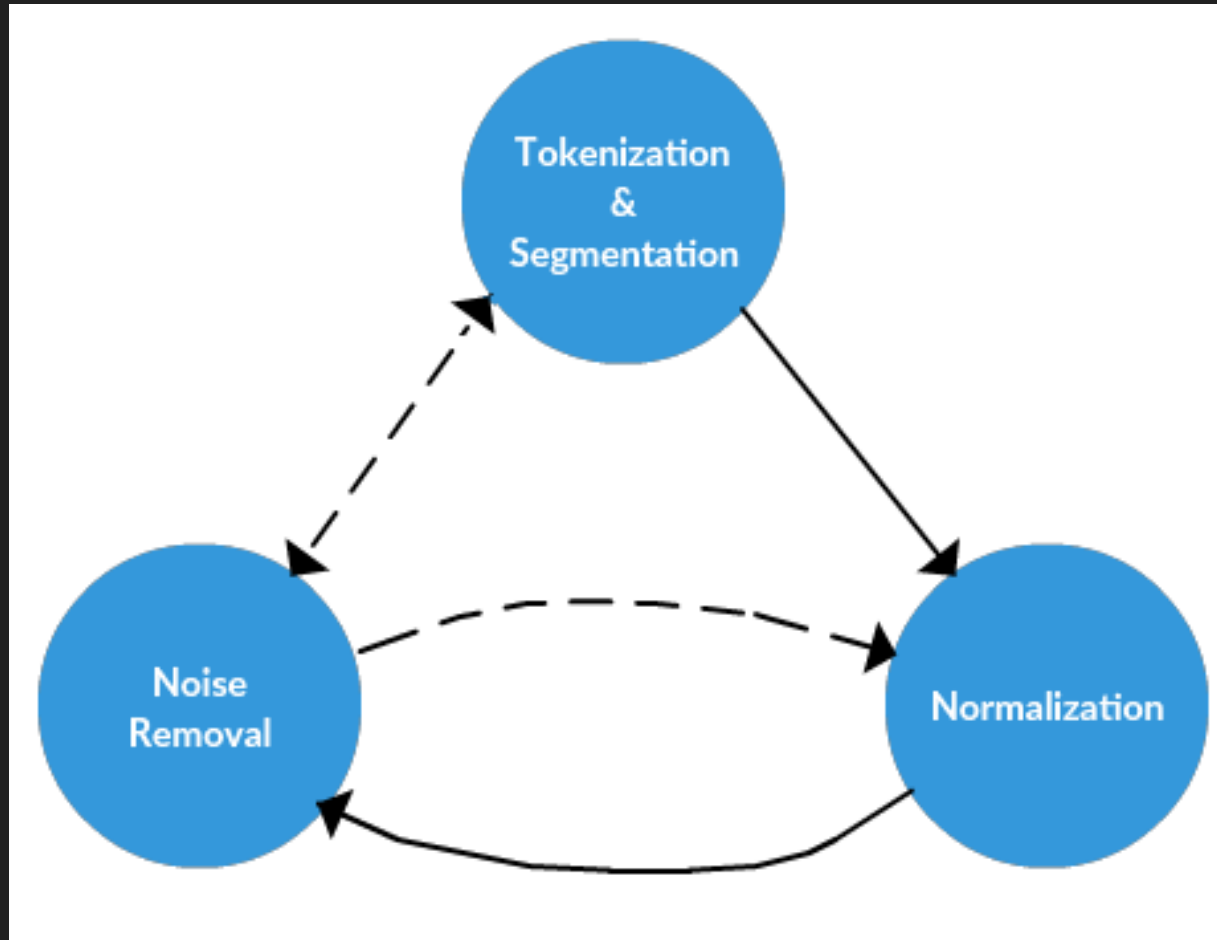 Tokenization
&
Segmentation
Noise
Removal
Normalization